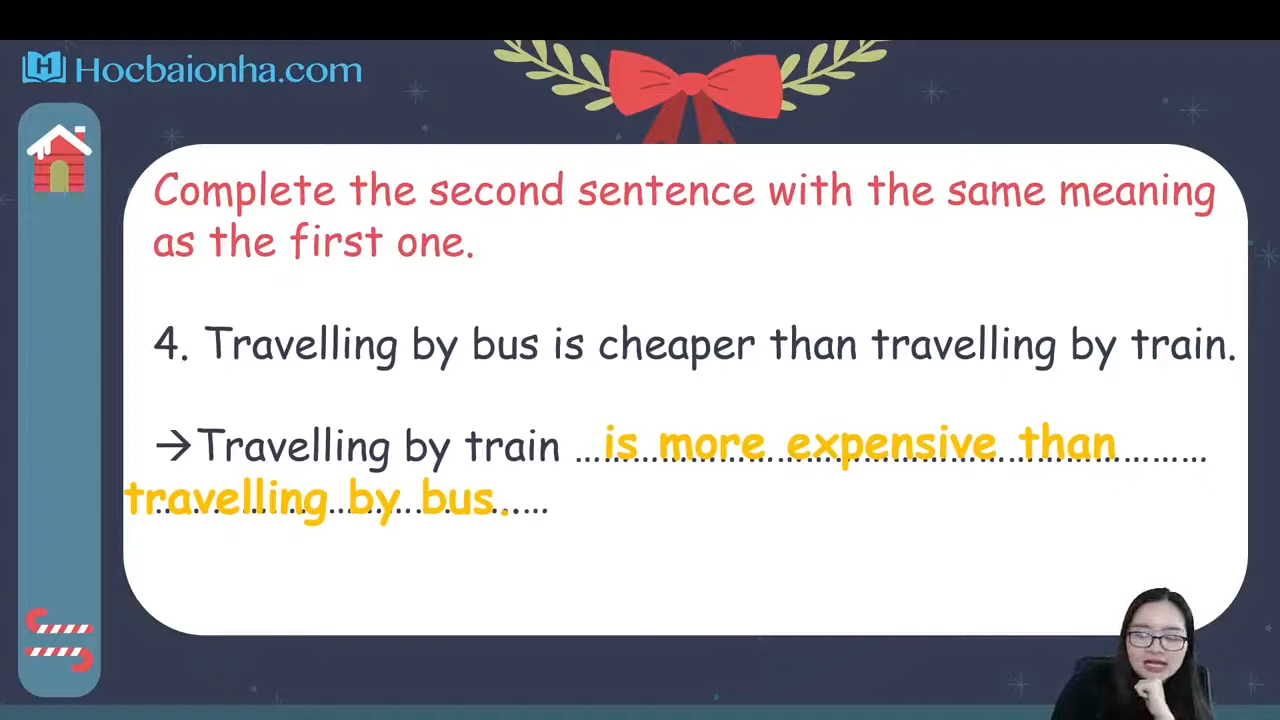 Hocbaionha.com
Complete the second sentence with the same meaning
as the first one.
4. Travelling by bus is cheaper than travelling by train.
→Travelling by train ...is more expensive than......
travelling by bus....